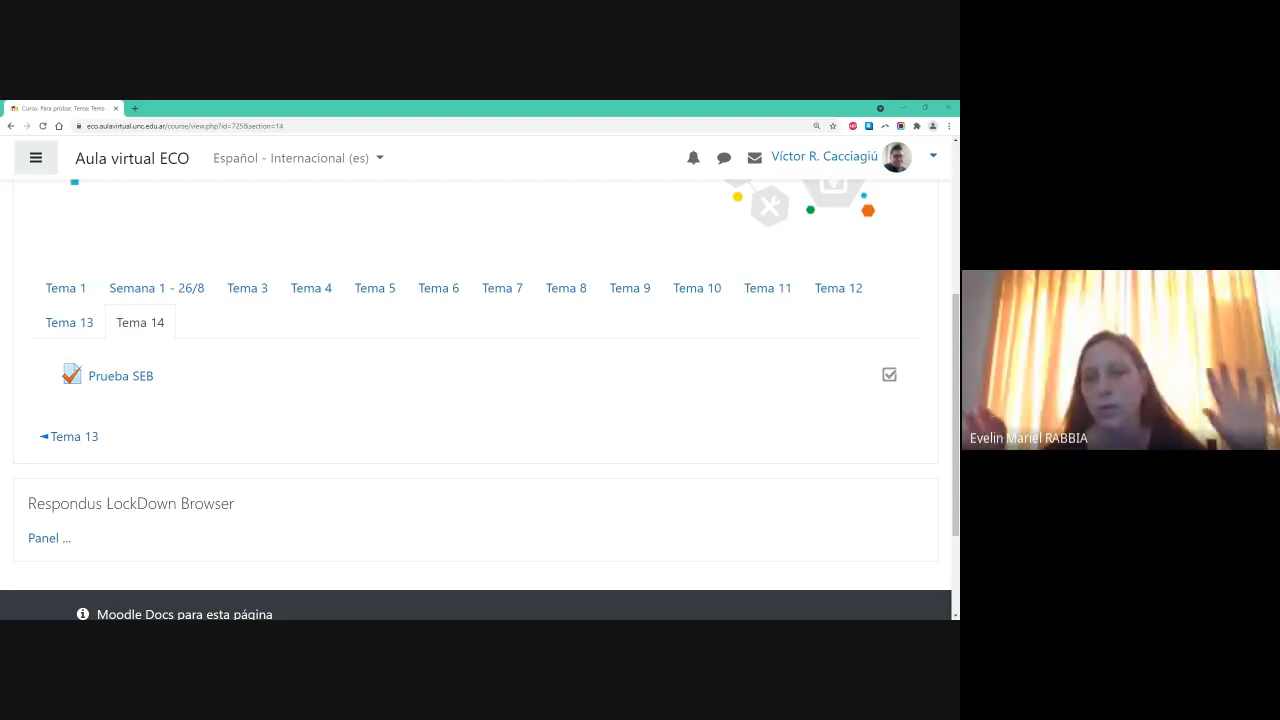 Curso: Para probar, Tema: Tema
eco.aulavirtual.unc.edu.ar/course/view.php?id=725&section=14
Aula virtual ECO
Español - Internacional (es)
Víctor R. Cacciagiú
Tema 1
Semana 1 - 26/8
Tema 3
Tema 4
Tema 5
Tema 6
Tema 7
Tema 8
Tema 9
Tema 10
Tema 11
Tema 12
Tema 13
Tema 14
Prueba SEB
◄ Tema 13
Respondus LockDown Browser
Panel ...
Moodle Docs para esta página
Evelin Mariel RABBIA